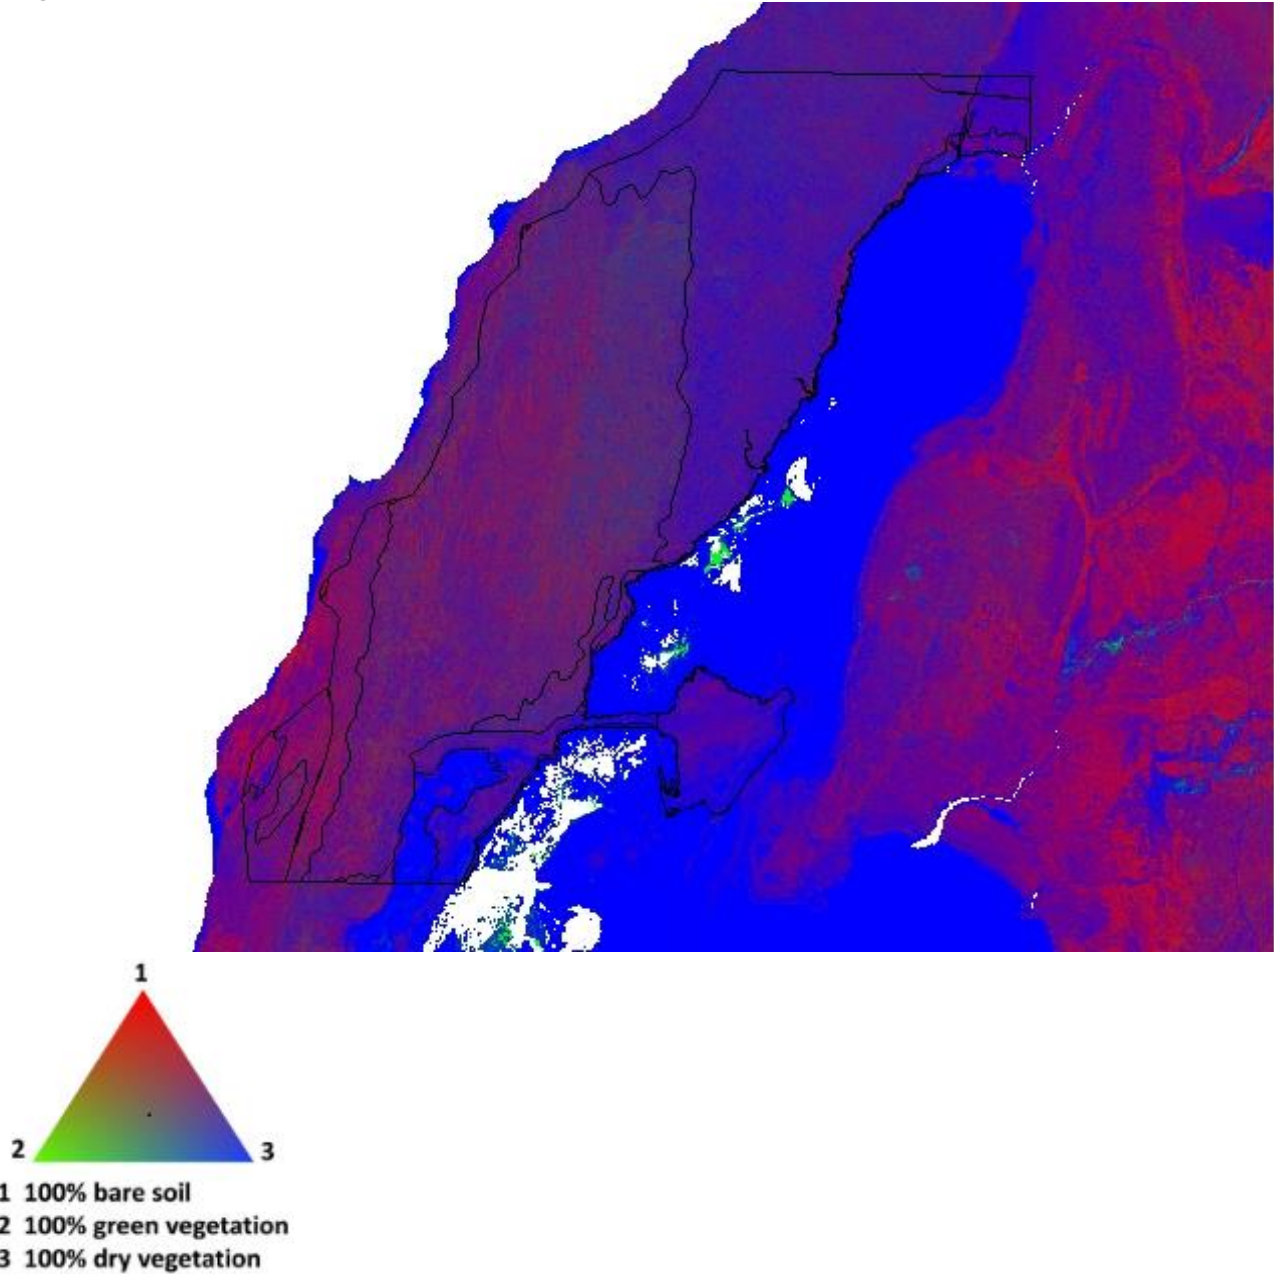 1
2 3
1 100% bare soil
2 100% green vegetation
3 100% dry vegetation